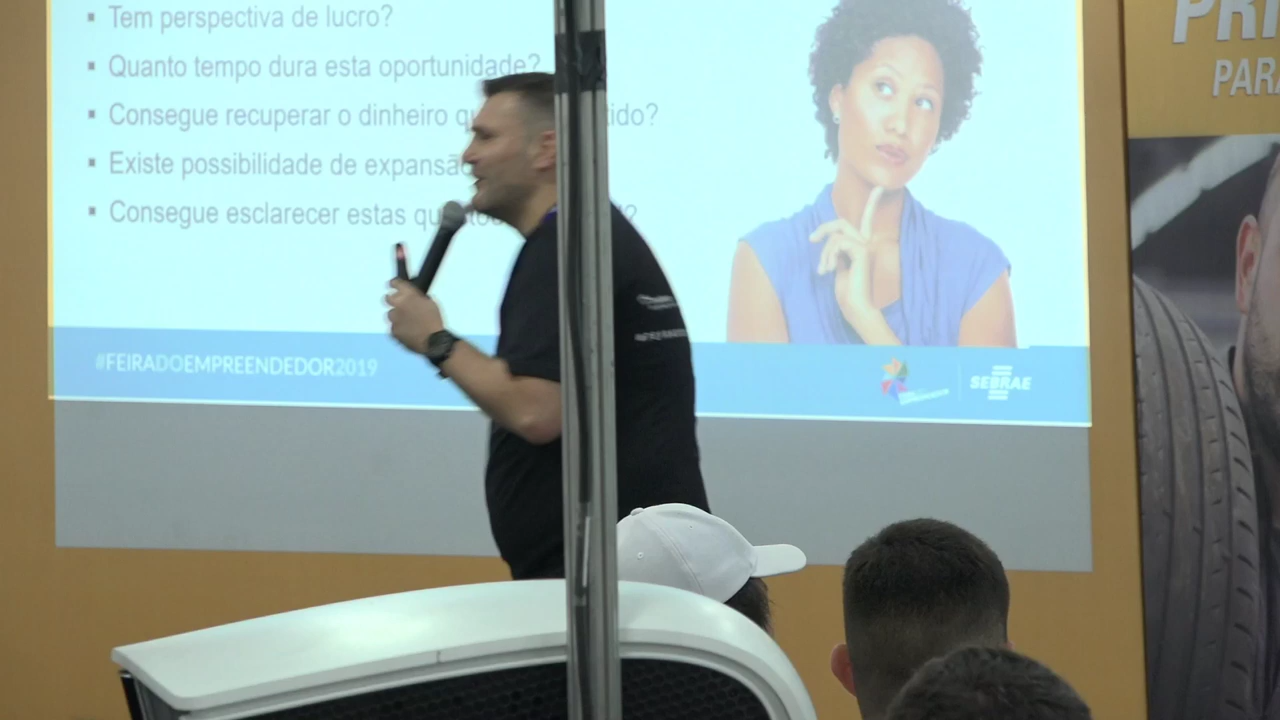 Tem perspectiva de lucro?
Quanto tempo dura esta oportunidade?
Consegue recuperar o dinheiro
Existe possibilidade de expansão
Consegue esclarecer estas
#FEIRADOEMPREENDEDOR2019
SEBRAE